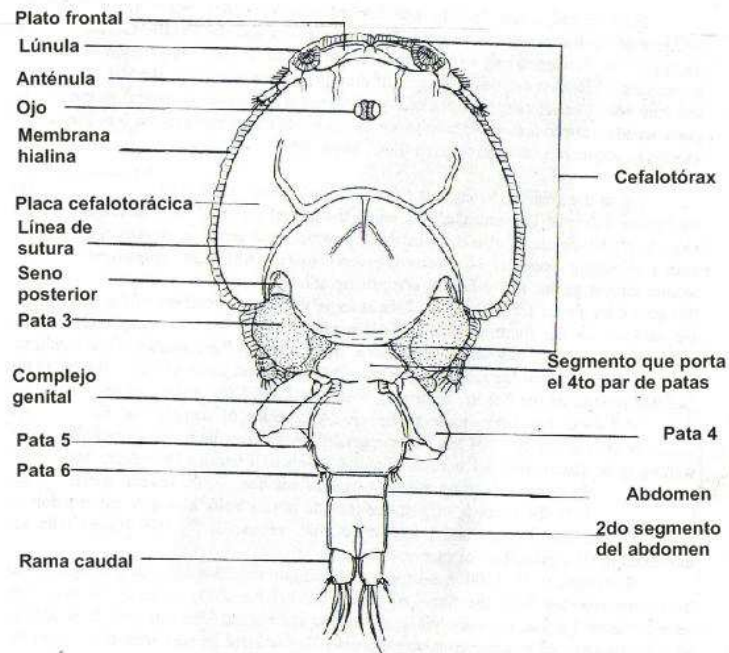 Plato frontal
Lúnula
Anténula
Ojo
Membrana
hialina
Placa cefalotorácica
Línea de
sutura
Seno
posterior
Pata 3
Complejo
genital
Pata 5
Pata 6
Rama caudal
Cefalotórax
Segmento que porta
el 4to par de patas
Pata 4
Abdomen
2do segmento
del abdomen